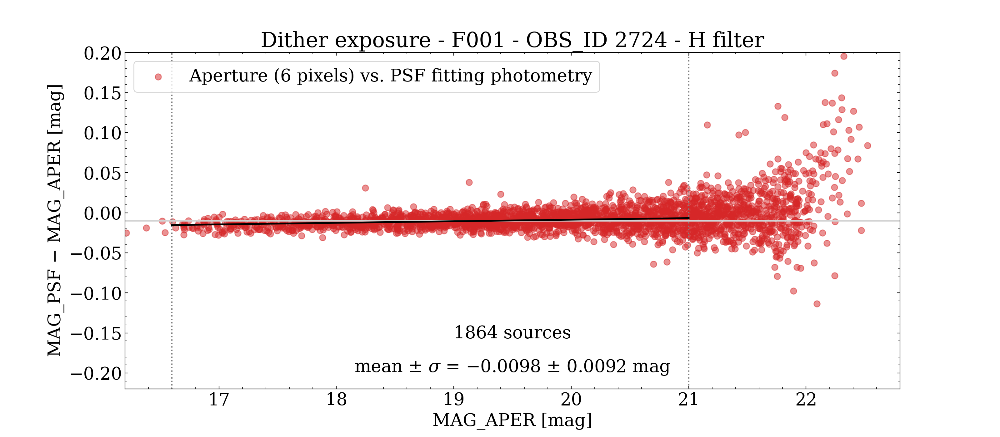 Dither exposure - F001 - OBS_ID 2724 - H filter
Aperture (6 pixels) vs. PSF fitting photometry
MAG_PSF − MAG_APER [mag]
0.20
0.15
0.10
0.05
0.00
−0.05
−0.10
−0.15
−0.20
1864 sources
mean ± σ = −0.0098 ± 0.0092 mag
17 18 19 20 21 22
MAG_APER [mag]